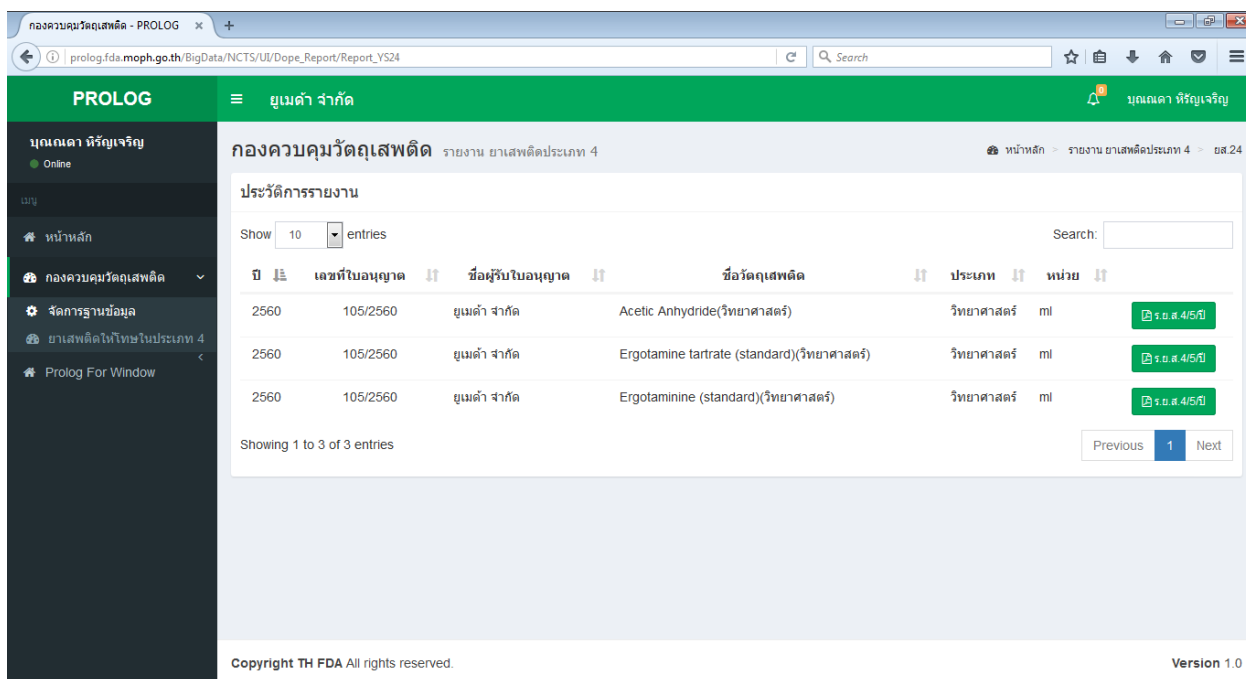 กองควบคุมวัตถุเสพติด - PROLOG × +
prolog.fda.moph.go.th/BigData/NCTS/UI/Dope_Report/Report_YS24 Search
PROLOG ยูเมด้า จำกัด 0 บุณณดา หิรัญเจริญ
บุณณดา หิรัญเจริญ
Online
เมนู
หน้าหลัก
กองควบคุมวัตถุเสพติด
จัดการฐานข้อมูล
ยาเสพติดให้โทษในประเภท 4
Prolog For Window
กองควบคุมวัตถุเสพติด รายงาน ยาเสพติดประเภท 4 หน้าหลัก > รายงาน ยาเสพติดประเภท 4 > ยส.24
ประวัติการรายงาน
Show 10 entries Search:
ปี เลขที่ใบอนุญาต ชื่อผู้รับใบอนุญาต ชื่อวัตถุเสพติด ประเภท หน่วย
2560 105/2560 ยูเมด้า จำกัด Acetic Anhydride(วิทยาศาสตร์) วิทยาศาสตร์ ml ร.ย.ส.4/5/ปี
2560 105/2560 ยูเมด้า จำกัด Ergotamine tartrate (standard)(วิทยาศาสตร์) วิทยาศาสตร์ ml ร.ย.ส.4/5/ปี
2560 105/2560 ยูเมด้า จำกัด Ergotaminine (standard)(วิทยาศาสตร์) วิทยาศาสตร์ ml ร.ย.ส.4/5/ปี
Showing 1 to 3 of 3 entries Previous 1 Next
Copyright TH FDA All rights reserved. Version 1.0